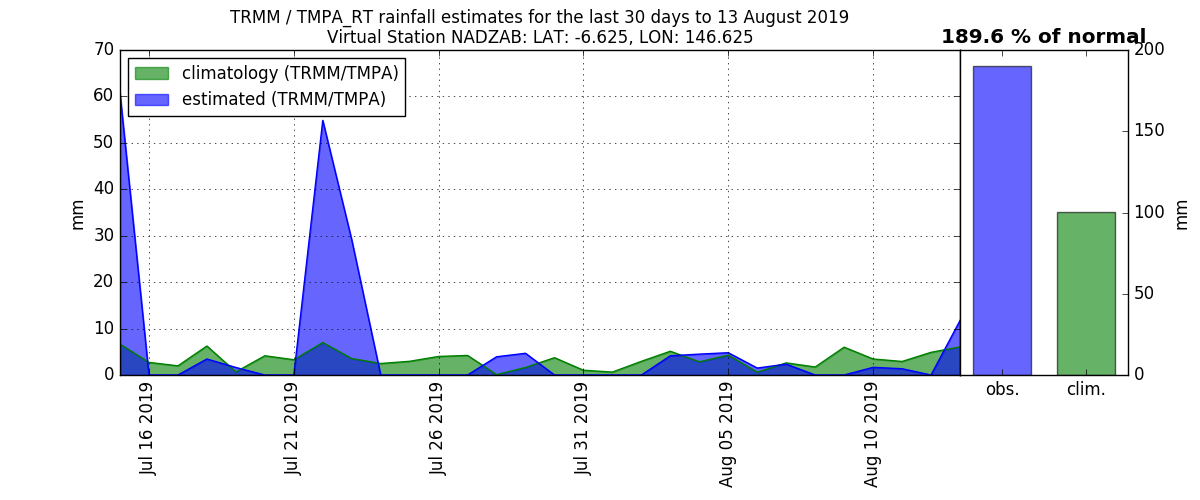 TRMM / TMPA_RT rainfall estimates for the last 30 days to 13 August 2019
Virtual Station NADZAB: LAT: -6.625, LON: 146.625
189.6 % of normal
climatology (TRMM/TMPA)
estimated (TRMM/TMPA)
mm
70
60
50
40
30
20
10
0
Jul 16 2019
Jul 21 2019
Jul 26 2019
Jul 31 2019
Aug 05 2019
Aug 10 2019
obs.
clim.
200
150
100
50
0
mm